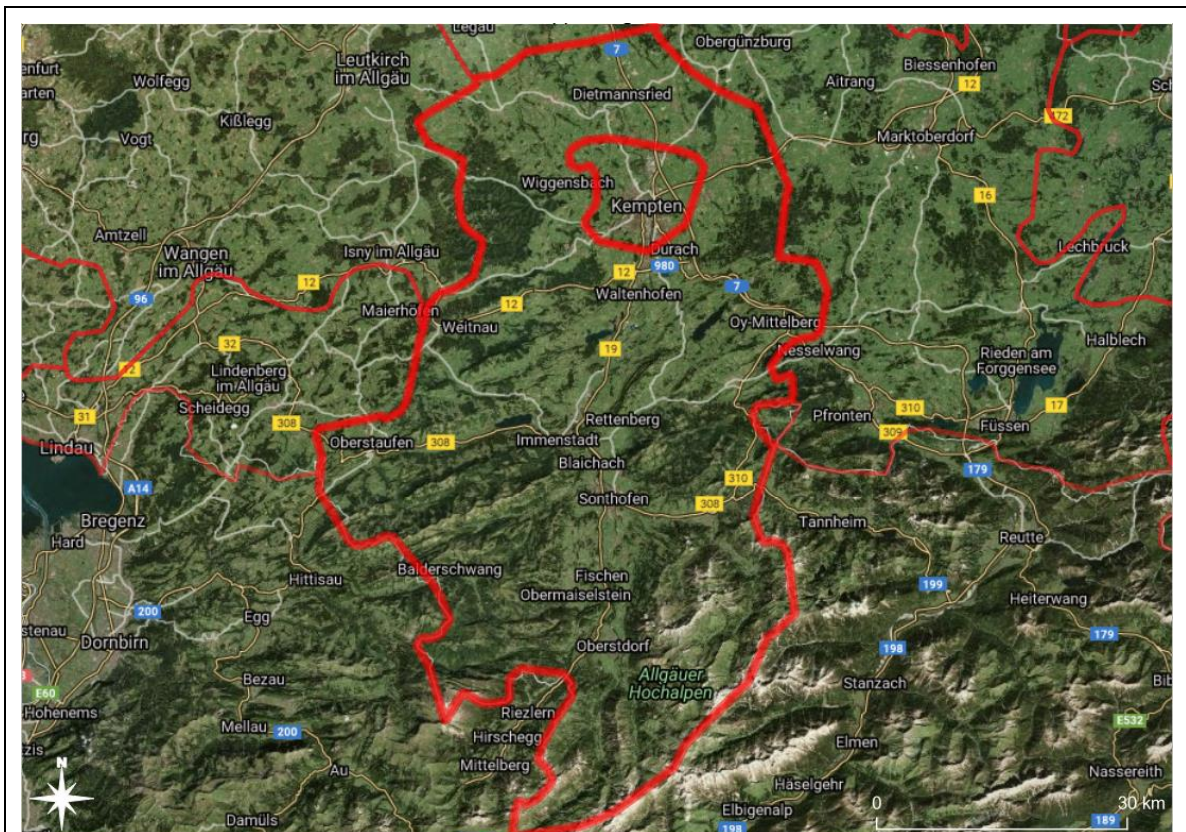 Legau
7
Obergünzburg
Leutkirch
im Allgäu
Biessenhofen
Wolfegg
Aitrang
12
Dietmannsried
Kißlegg
472
Vogt
Marktoberdorf
Wiggensbach
16
Kempten
Amtzell
Wangen
im Allgäu
Isny im Allgäu
Durach
Lechbruck
980
12
12
96
7
Waltenhofen
12
Maierhöfen
Weitnau
Oy-Mittelberg
32
19
Nesselwang
Halblech
Rieden am
Forggensee
Lindenberg
im Allgäu
Scheidegg
310
17
31
308
Rettenberg
Pfronten
Füssen
Lindau
Oberstaufen
308
Immenstadt
309
Blaichach
179
310
A14
Sonthofen
308
Bregenz
Tannheim
Hard
Reutte
Balderschwang
Hittisau
Fischen
199
Obermaiselstein
Heiterwang
200
Egg
Dornbirn
179
Oberstdorf
198
Bezau
Allgäuer
Hochalpen
Stanzach
E60
Hohenems
Riezlern
E532
Mellau
200
Hirschegg
Elmen
Mittelberg
Au
Nassereith
N
Häselgehr
0
30 km
Elbigenalp
Damüls
189
198